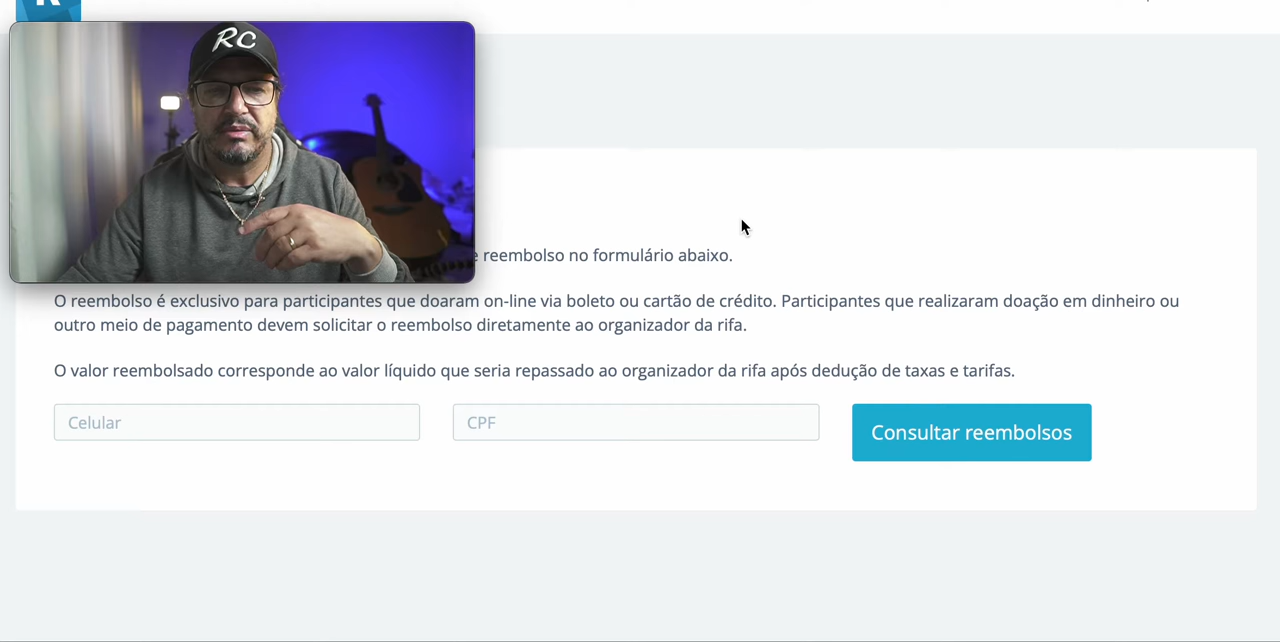 RC
reembolso no formulário abaixo.
O reembolso é exclusivo para participantes que doaram on-line via boleto ou cartão de crédito. Participantes que realizaram doação em dinheiro ou
outro meio de pagamento devem solicitar o reembolso diretamente ao organizador da rifa.
O valor reembolsado corresponde ao valor líquido que seria repassado ao organizador da rifa após dedução de taxas e tarifas.
Celular
CPF
Consultar reembolsos